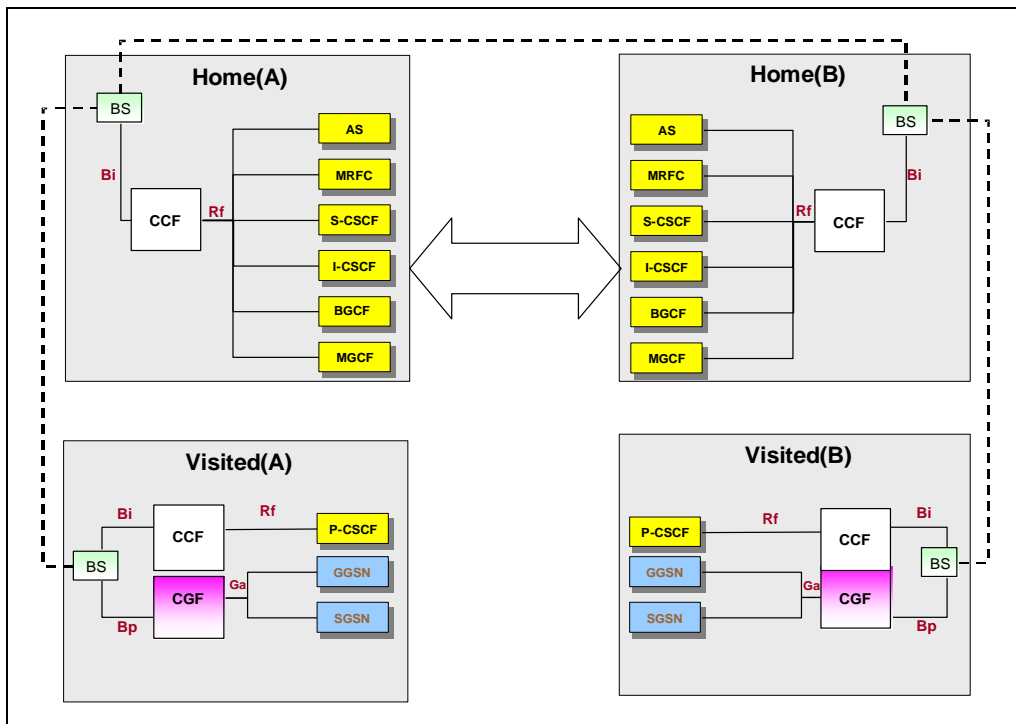 Home(A)
BS
AS
MRFC
Bi
CCF
Rf
S-CSCF
I-CSCF
BGCF
MGCF
Home(B)
AS
BS
MRFC
Bi
S-CSCF
Rf
CCF
I-CSCF
BGCF
MGCF
Visited(A)
Bi
CCF
Rf
P-CSCF
BS
CGF
Ga
GGSN
SGSN
Bp
Visited(B)
P-CSCF
Rf
CCF
Bi
GGSN
BS
Ga
CGF
SGSN
Bp